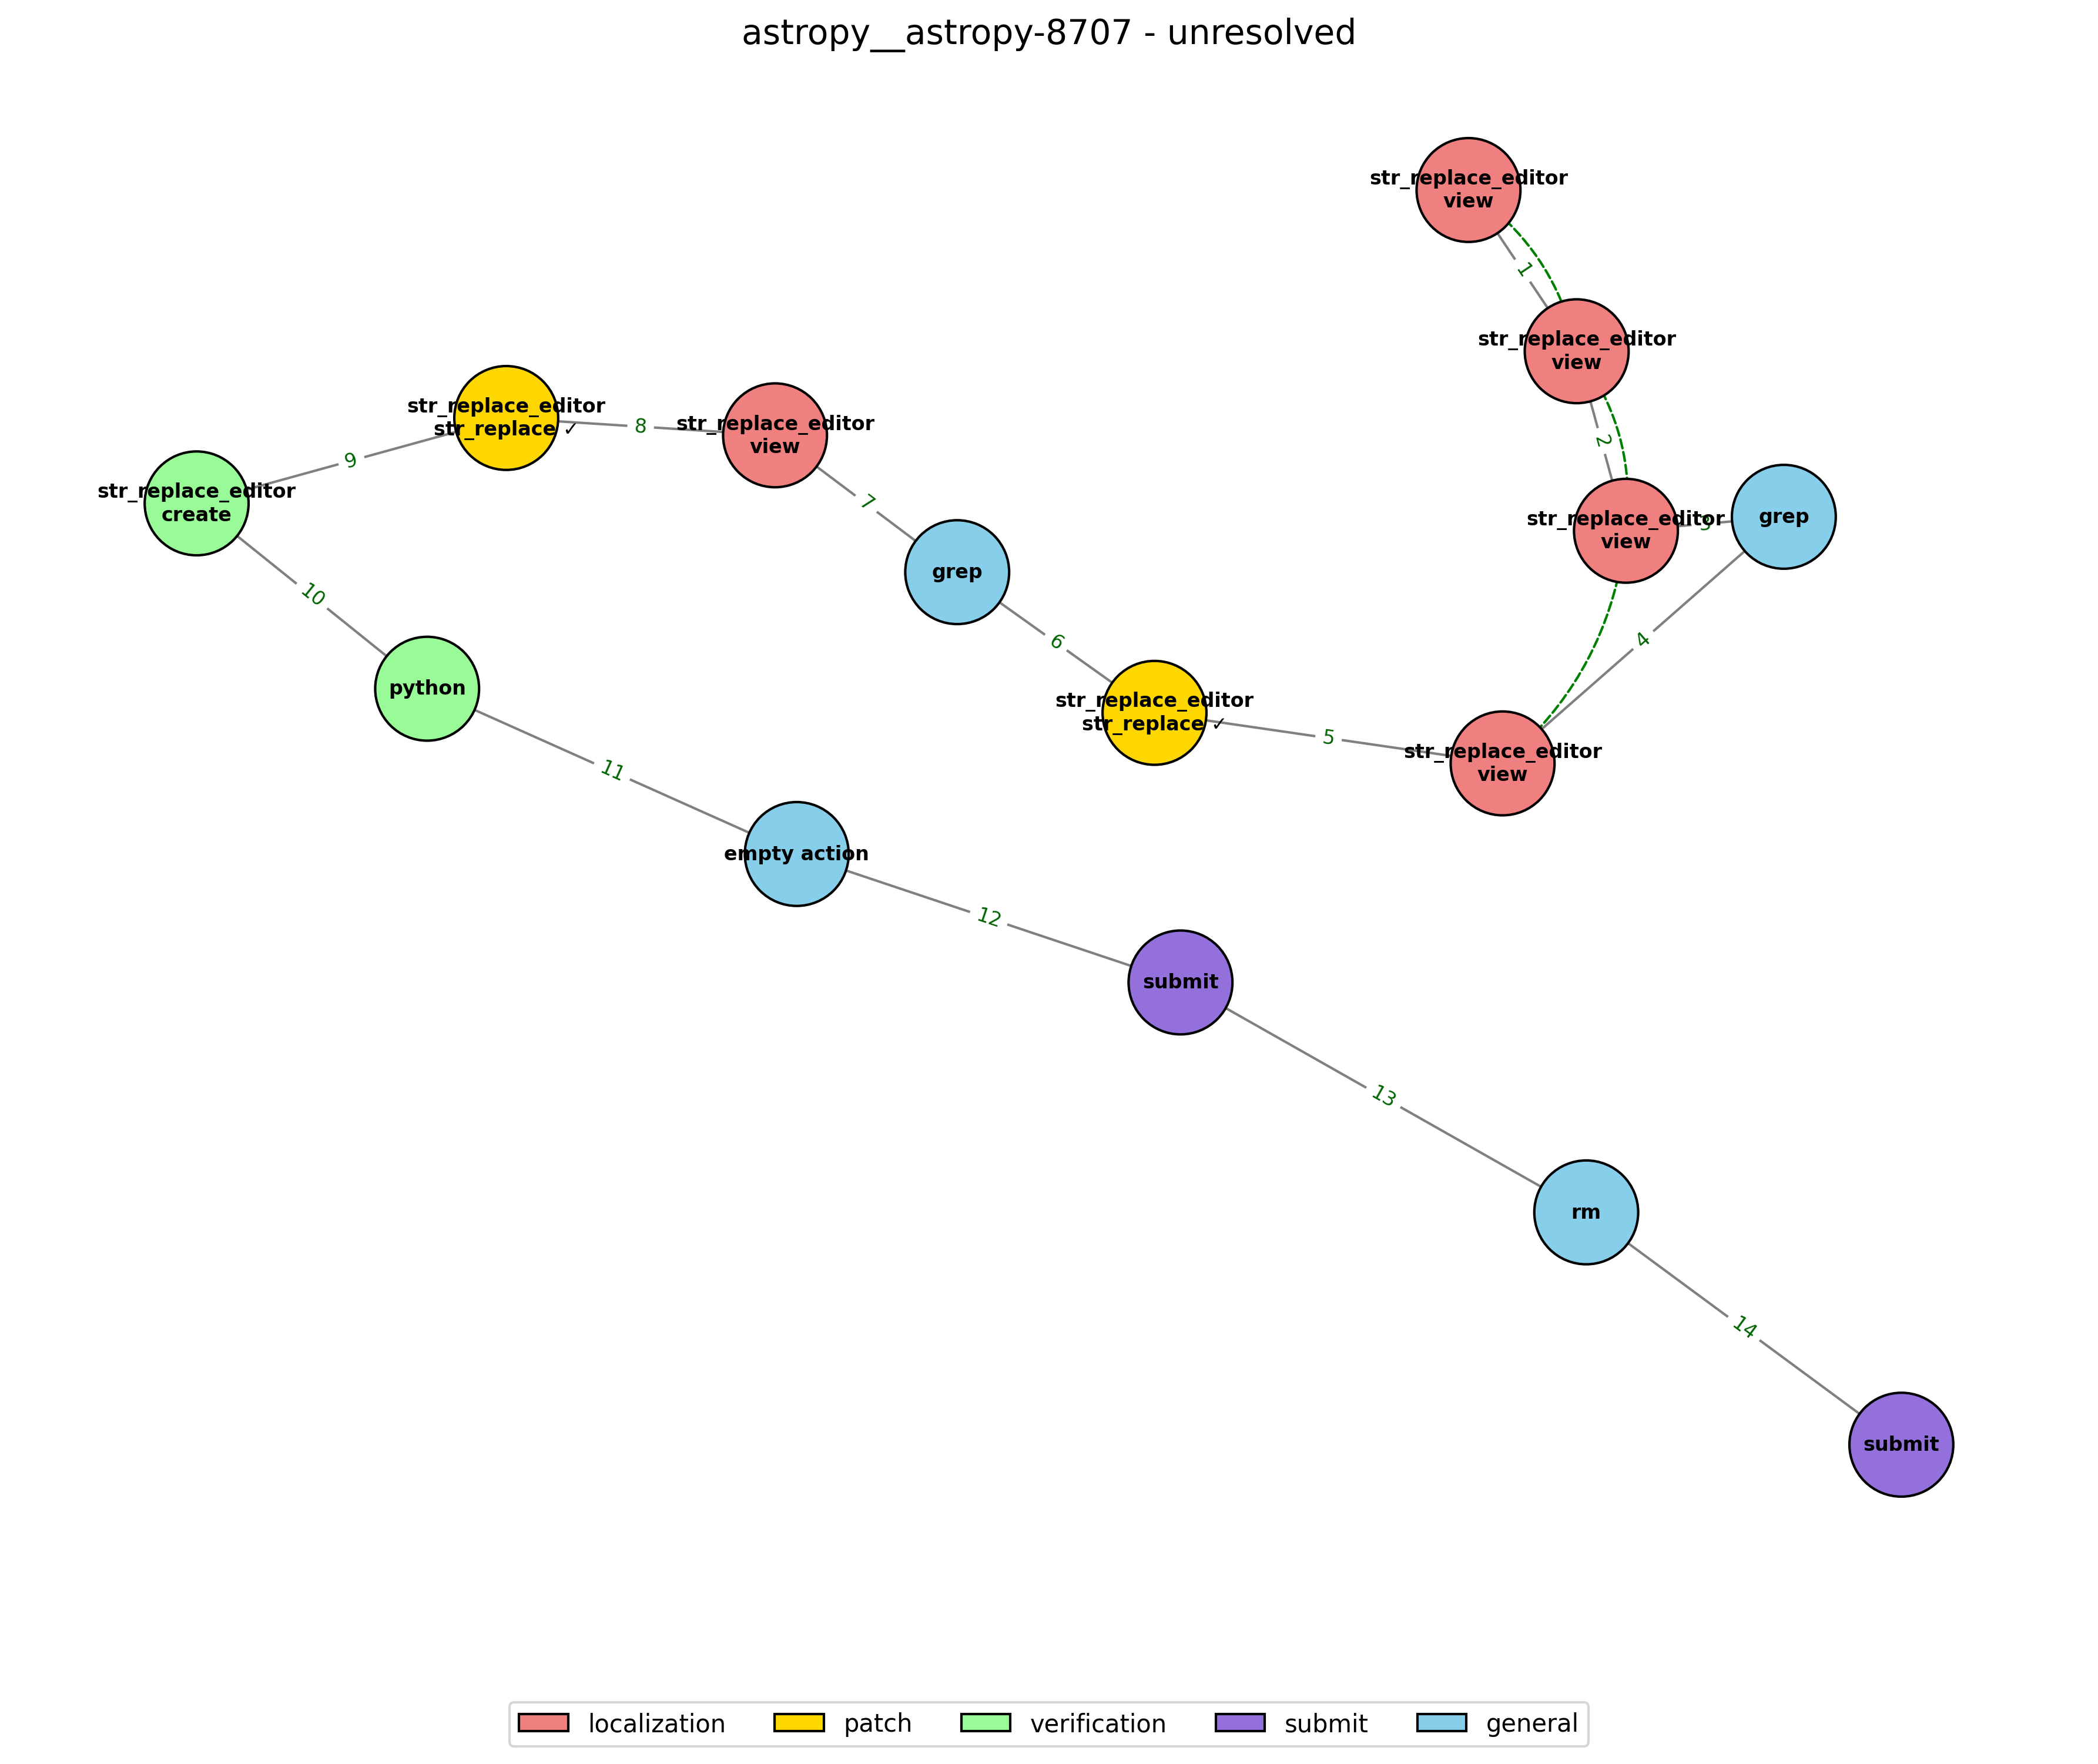 astropy__astropy-8707 - unresolved
str_replace_editor
view
1
str_replace_editor
view
2
str_replace_editor
view
3
grep
4
str_replace_editor
view
5
str_replace_editor
str_replace ✓
6
grep
7
str_replace_editor
view
8
str_replace_editor
str_replace ✓
9
str_replace_editor
create
10
python
11
empty action
12
submit
13
rm
14
submit
localization
patch
verification
submit
general